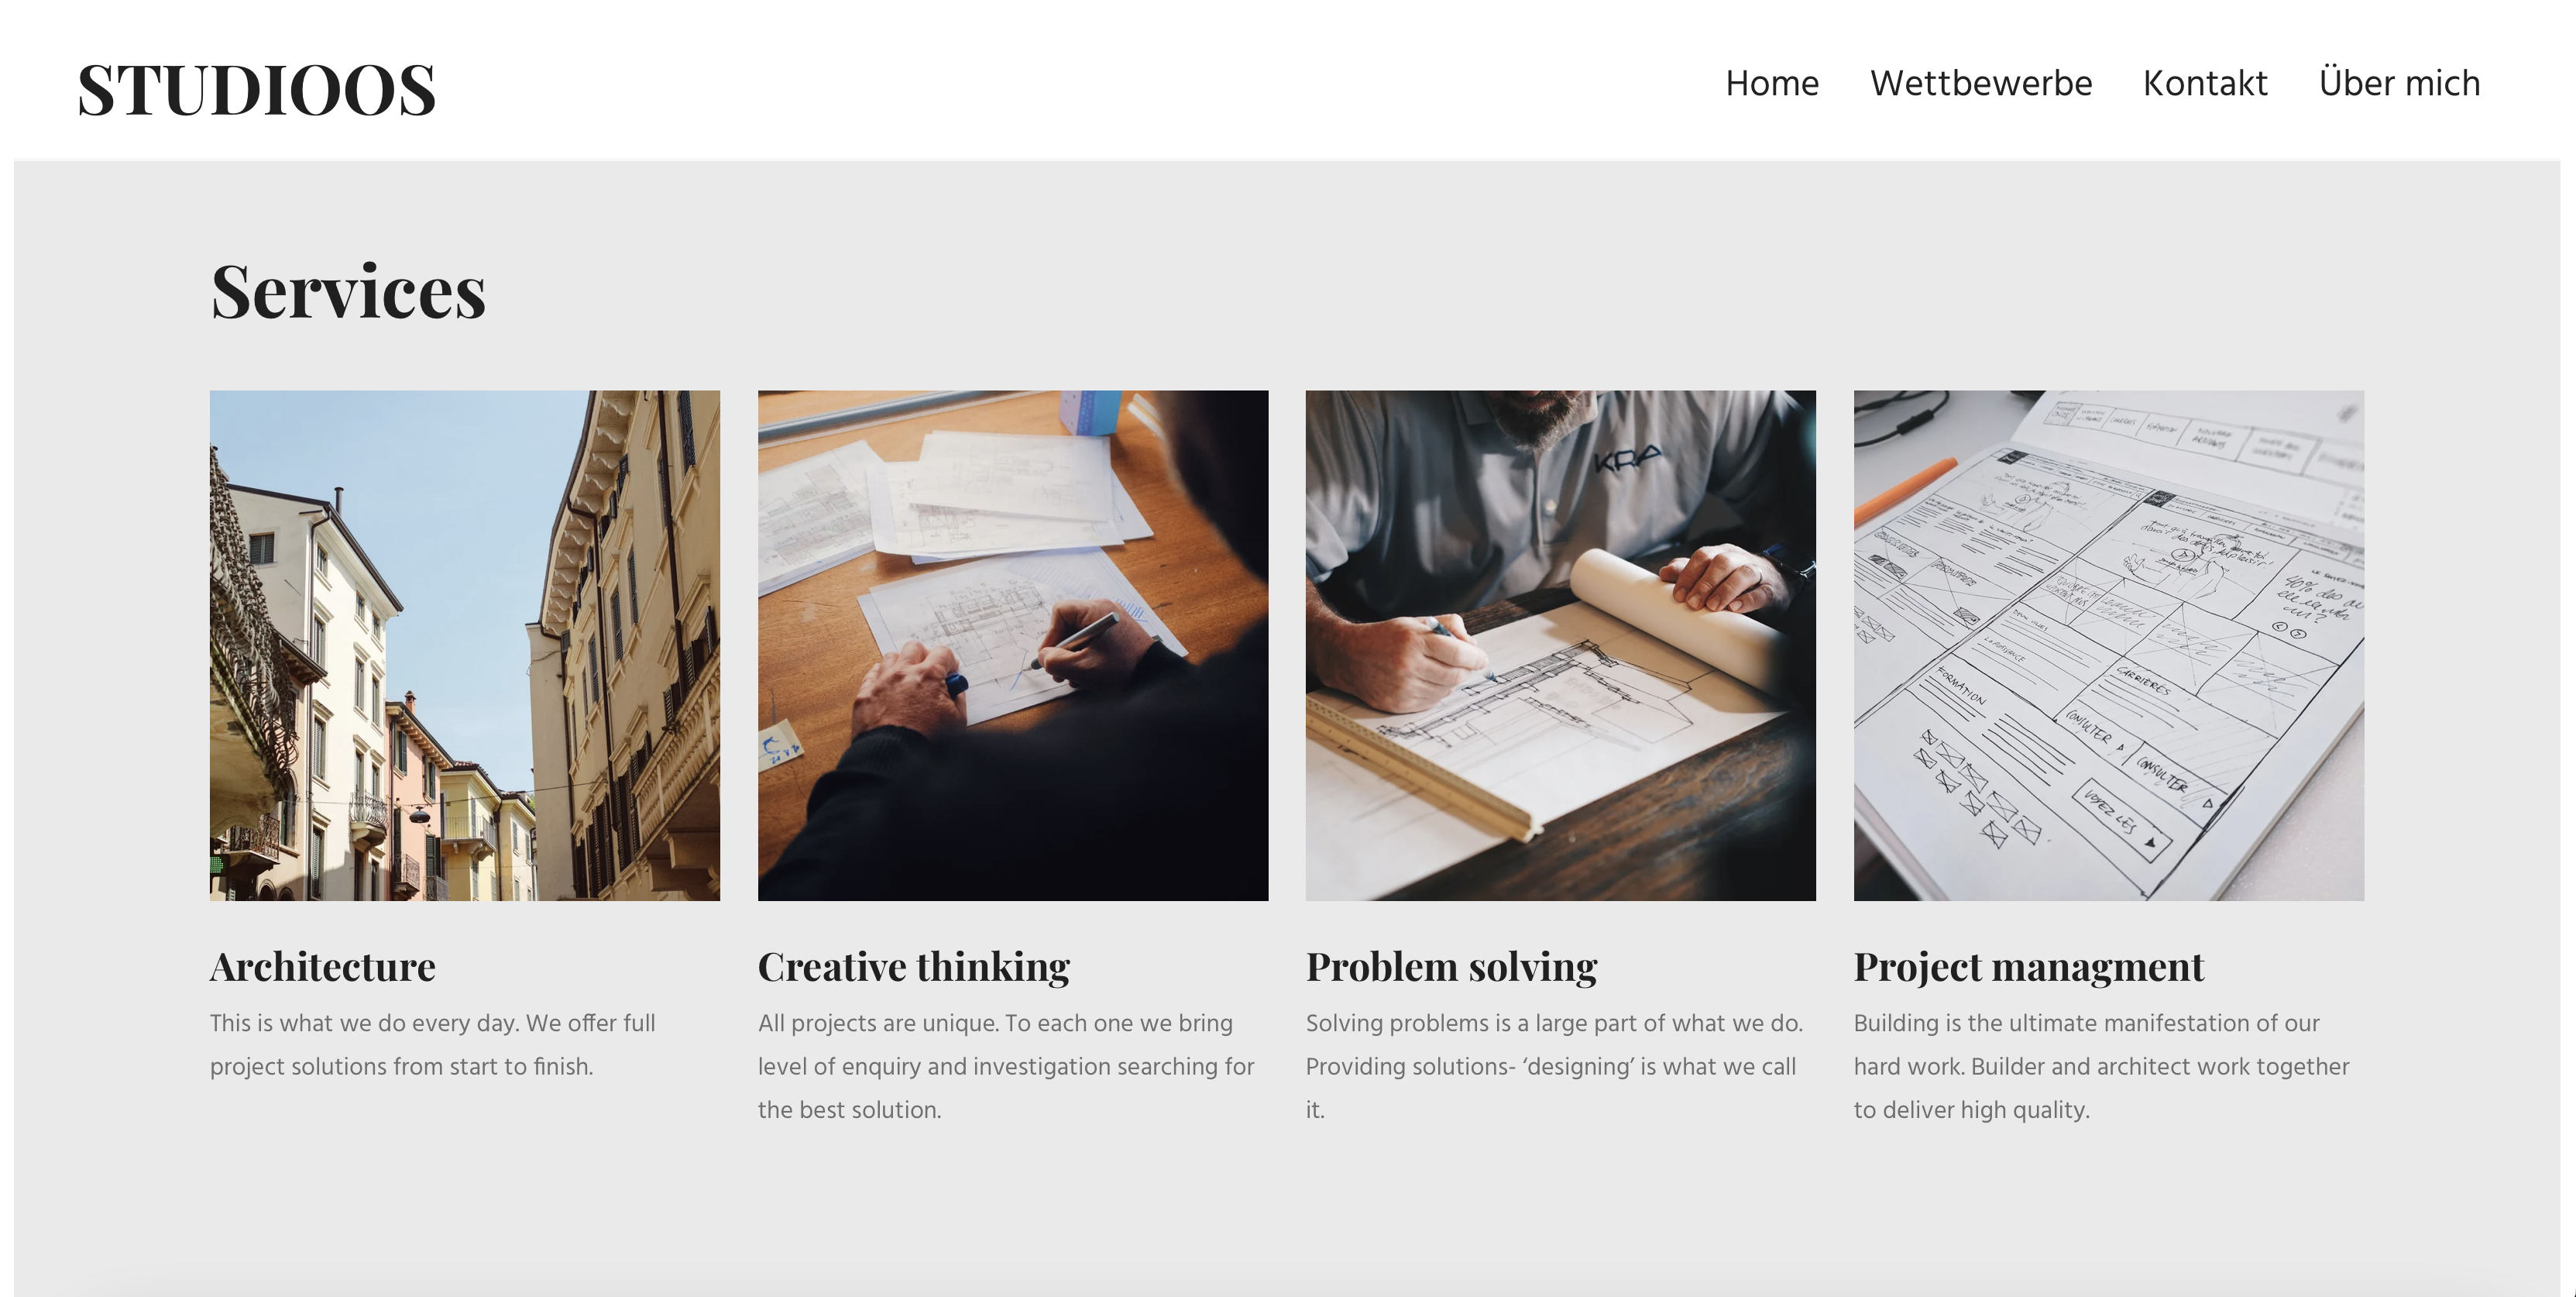 STUDIOOS
Home Wettbewerbe Kontakt Über mich
Services
KRA
FORMATION
CARRIÈRES
CONSULTER
CONSULTER
Architecture
This is what we do every day. We offer full
project solutions from start to finish.
Creative thinking
All projects are unique. To each one we bring
level of enquiry and investigation searching for
the best solution.
Problem solving
Solving problems is a large part of what we do.
Providing solutions- ‘designing’ is what we call
it.
Project managment
Building is the ultimate manifestation of our
hard work. Builder and architect work together
to deliver high quality.